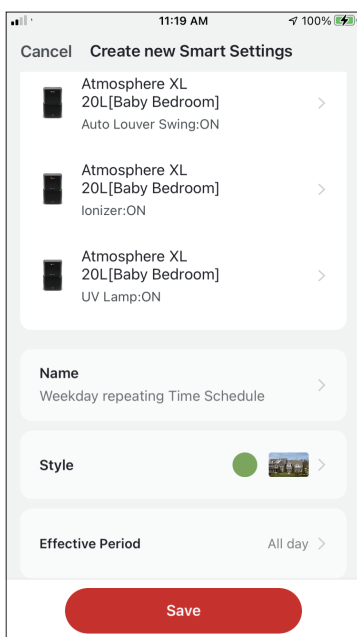 11:19 AM
100%
Cancel Create new Smart Settings
Atmosphere XL
20L[Baby Bedroom]
Auto Louver Swing:ON
Atmosphere XL
20L[Baby Bedroom]
Ionizer:ON
Atmosphere XL
20L[Baby Bedroom]
UV Lamp:ON
Name
Weekday repeating Time Schedule
Style
Effective Period All day
Save